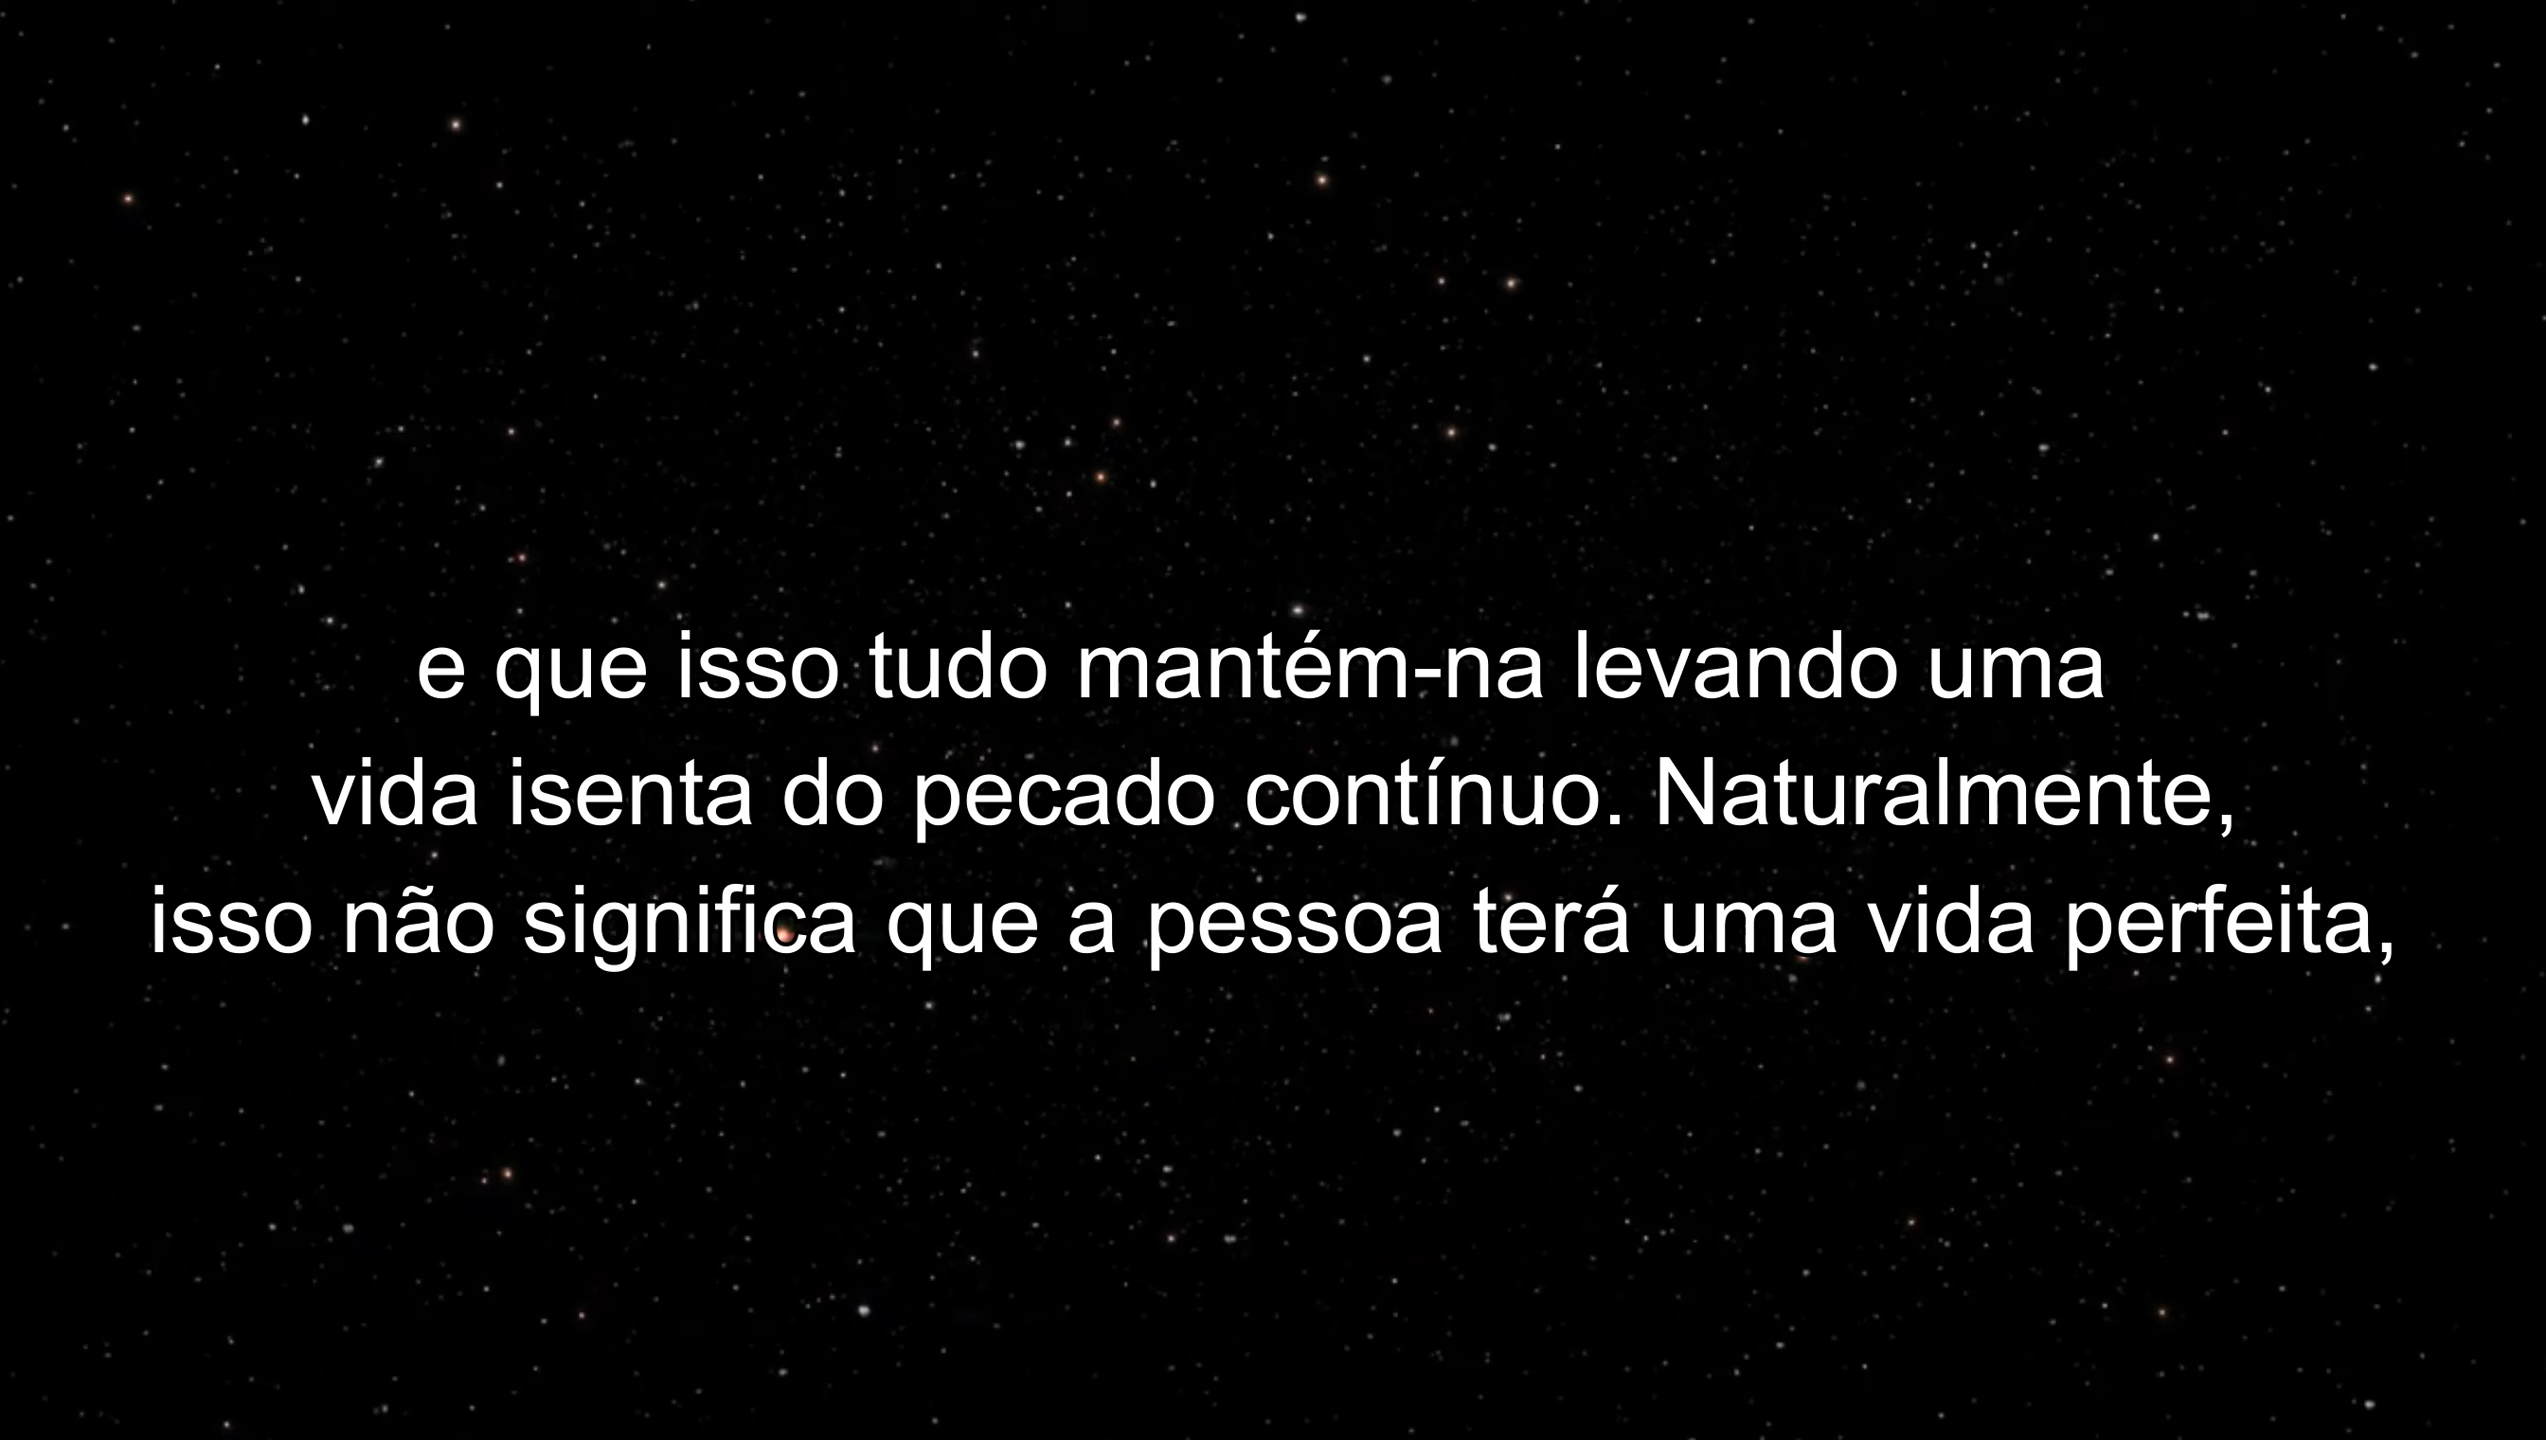 e que isso tudo mantém-na levando uma
vida isenta do pecado contínuo. Naturalmente,
isso não significa que a pessoa terá uma vida perfeita,